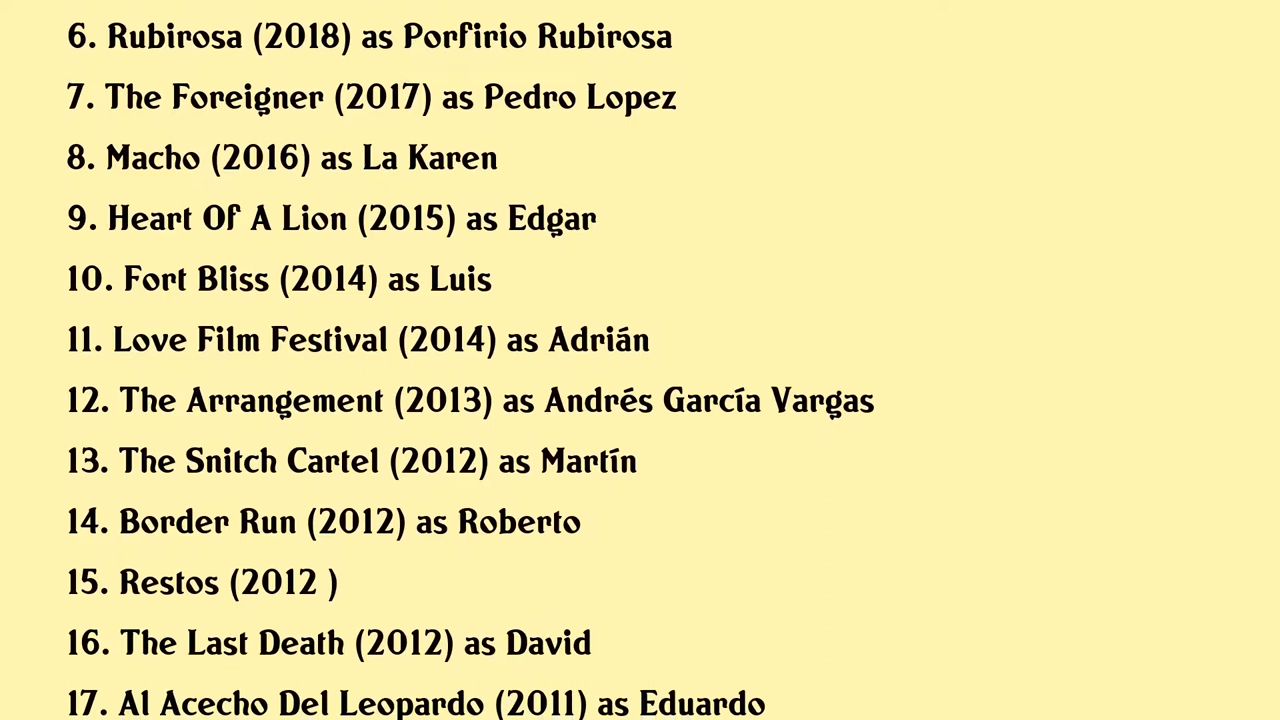 6. Rubirosa (2018) as Porfirio Rubirosa
7. The Foreigner (2017) as Pedro Lopez
8. Macho (2016) as La Karen
9. Heart Of A Lion (2015) as Edgar
10. Fort Bliss (2014) as Luis
11. Love Film Festival (2014) as Adrián
12. The Arrangement (2013) as Andrés García Vargas
13. The Snitch Cartel (2012) as Martín
14. Border Run (2012) as Roberto
15. Restos (2012 )
16. The Last Death (2012) as David
17. Al Acecho Del Leopardo (2011) as Eduardo